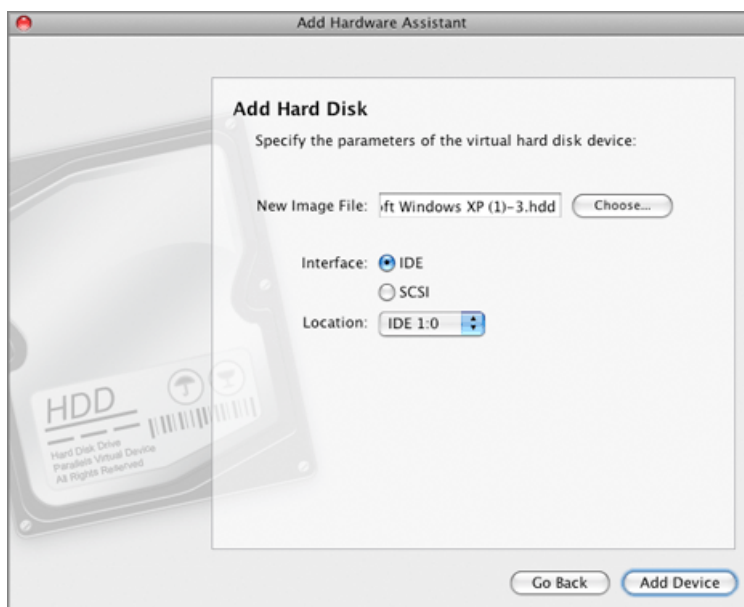 Add Hardware Assistant
Add Hard Disk
Specify the parameters of the virtual hard disk device:
New Image File: ft Windows XP (1)-3.hdd Choose...
Interface: IDE
SCSI
Location: IDE 1:0
HDD
Hard Disk Drive
Parallels Virtual Device
All Rights Reserved
Go Back Add Device